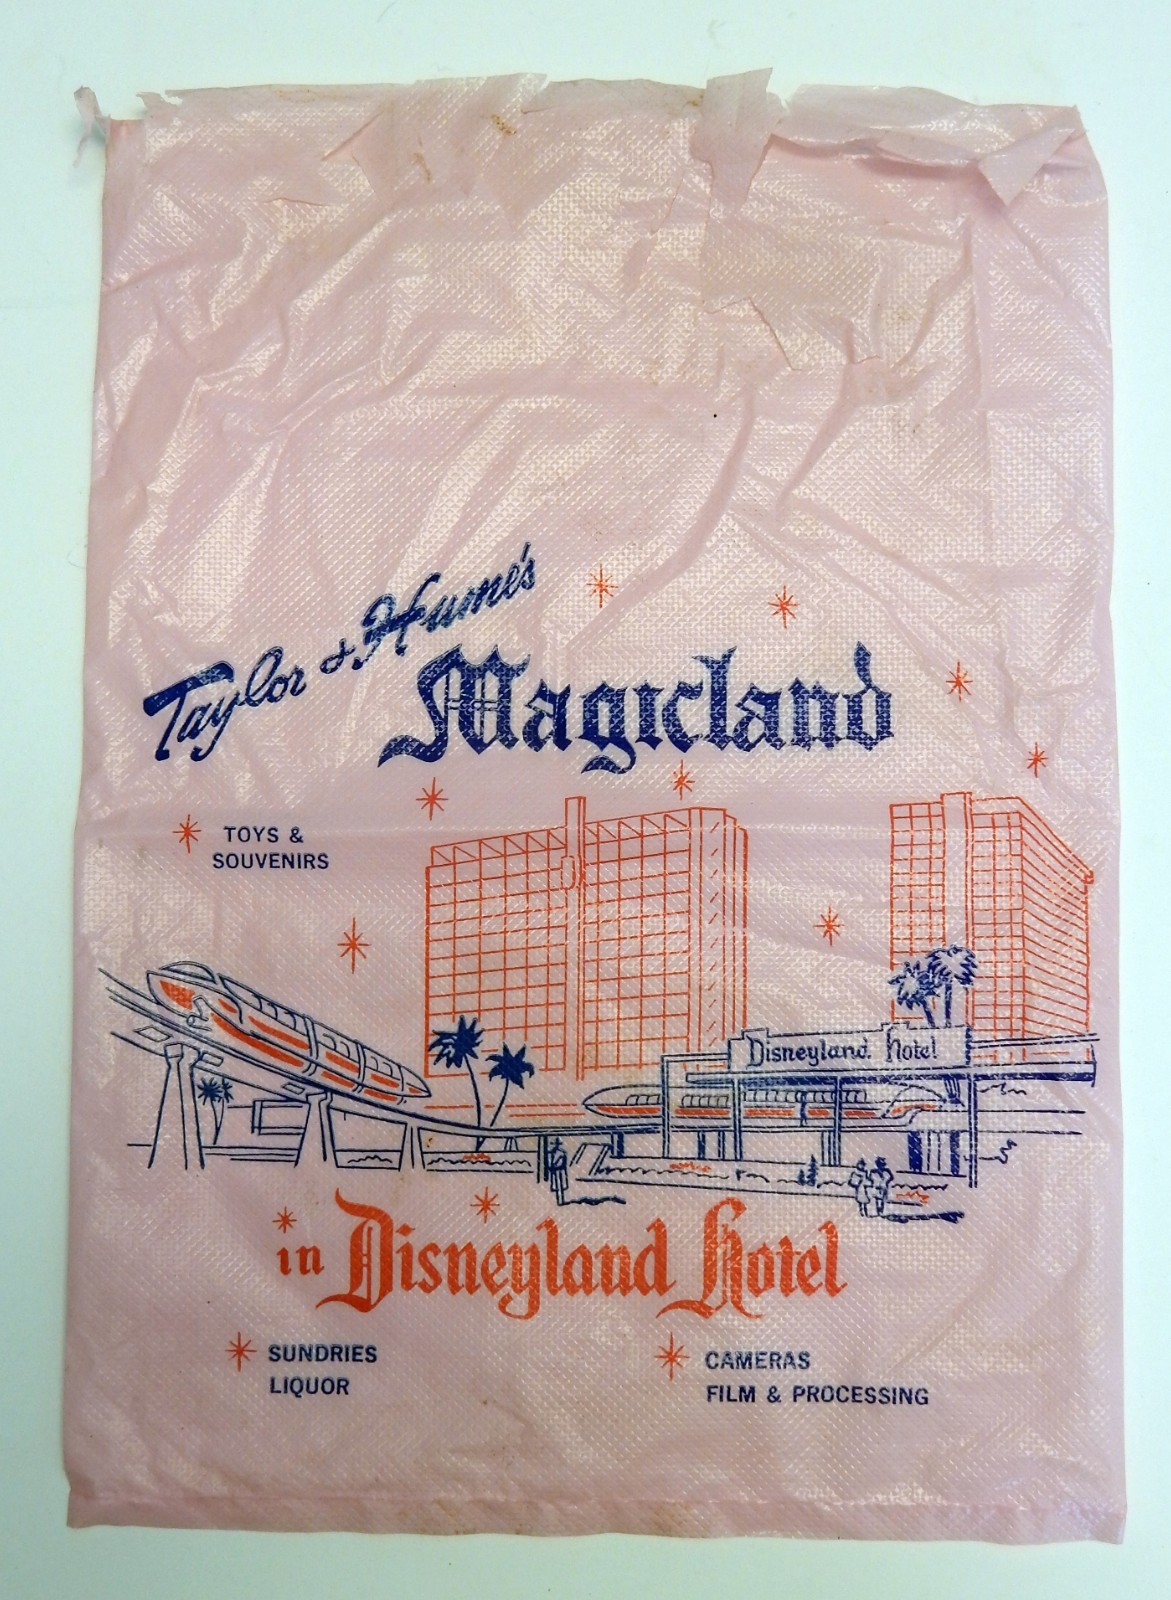 Taylor & Hume's
Magicland
TOYS &
SOUVENIRS
Disneyland Hotel
in Disneyland Hotel
SUNDRIES
LIQUOR
CAMERAS
FILM & PROCESSING